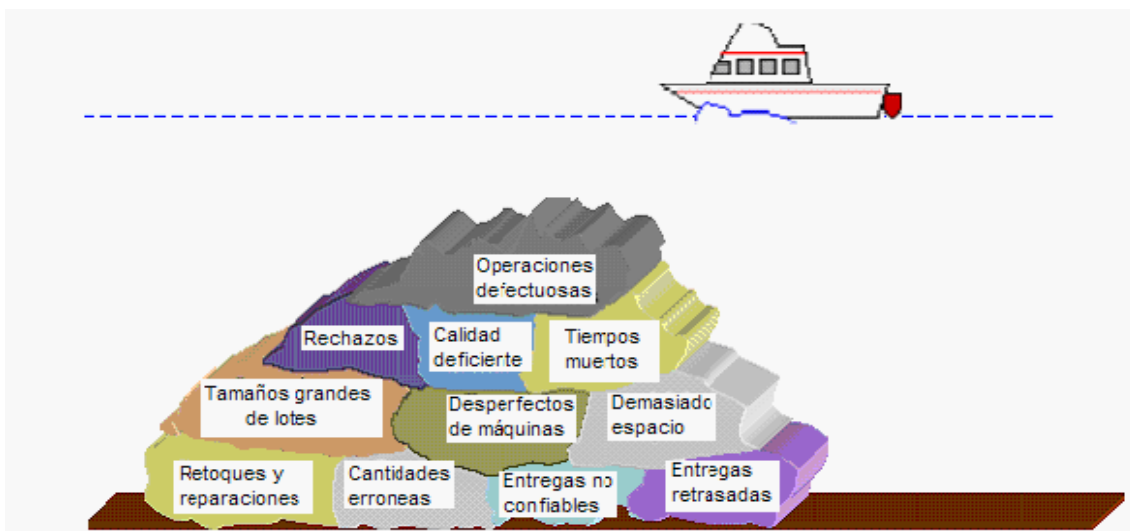 Operaciones
defectuosas
Rechazos
Calidad
deficierte
Tiempos
muertos
Tamaños grandes
de lotes
Desperfectos
de máquinas
Demasiado
espacio
Retoques y
reparaciones
Cantidades
erroneas
Entregas no
confiables
Entregas
retrasadas